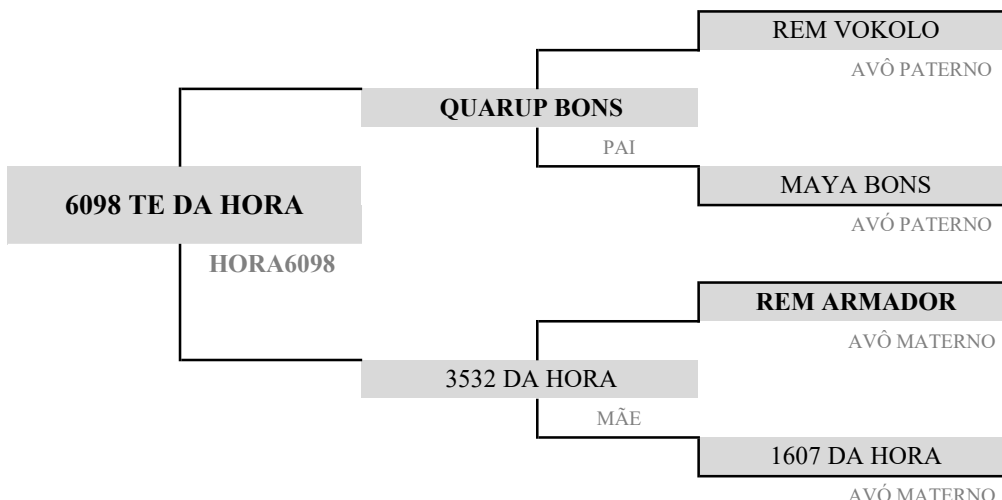 REM VOKOLO
AVÔ PATERNO
QUARUP BONS
PAI
MAYA BONS
AVÓ PATERNO
6098 TE DA HORA
HORA6098
REM ARMADOR
AVÔ MATERNO
3532 DA HORA
MÃE
1607 DA HORA
AVÓ MATERNO